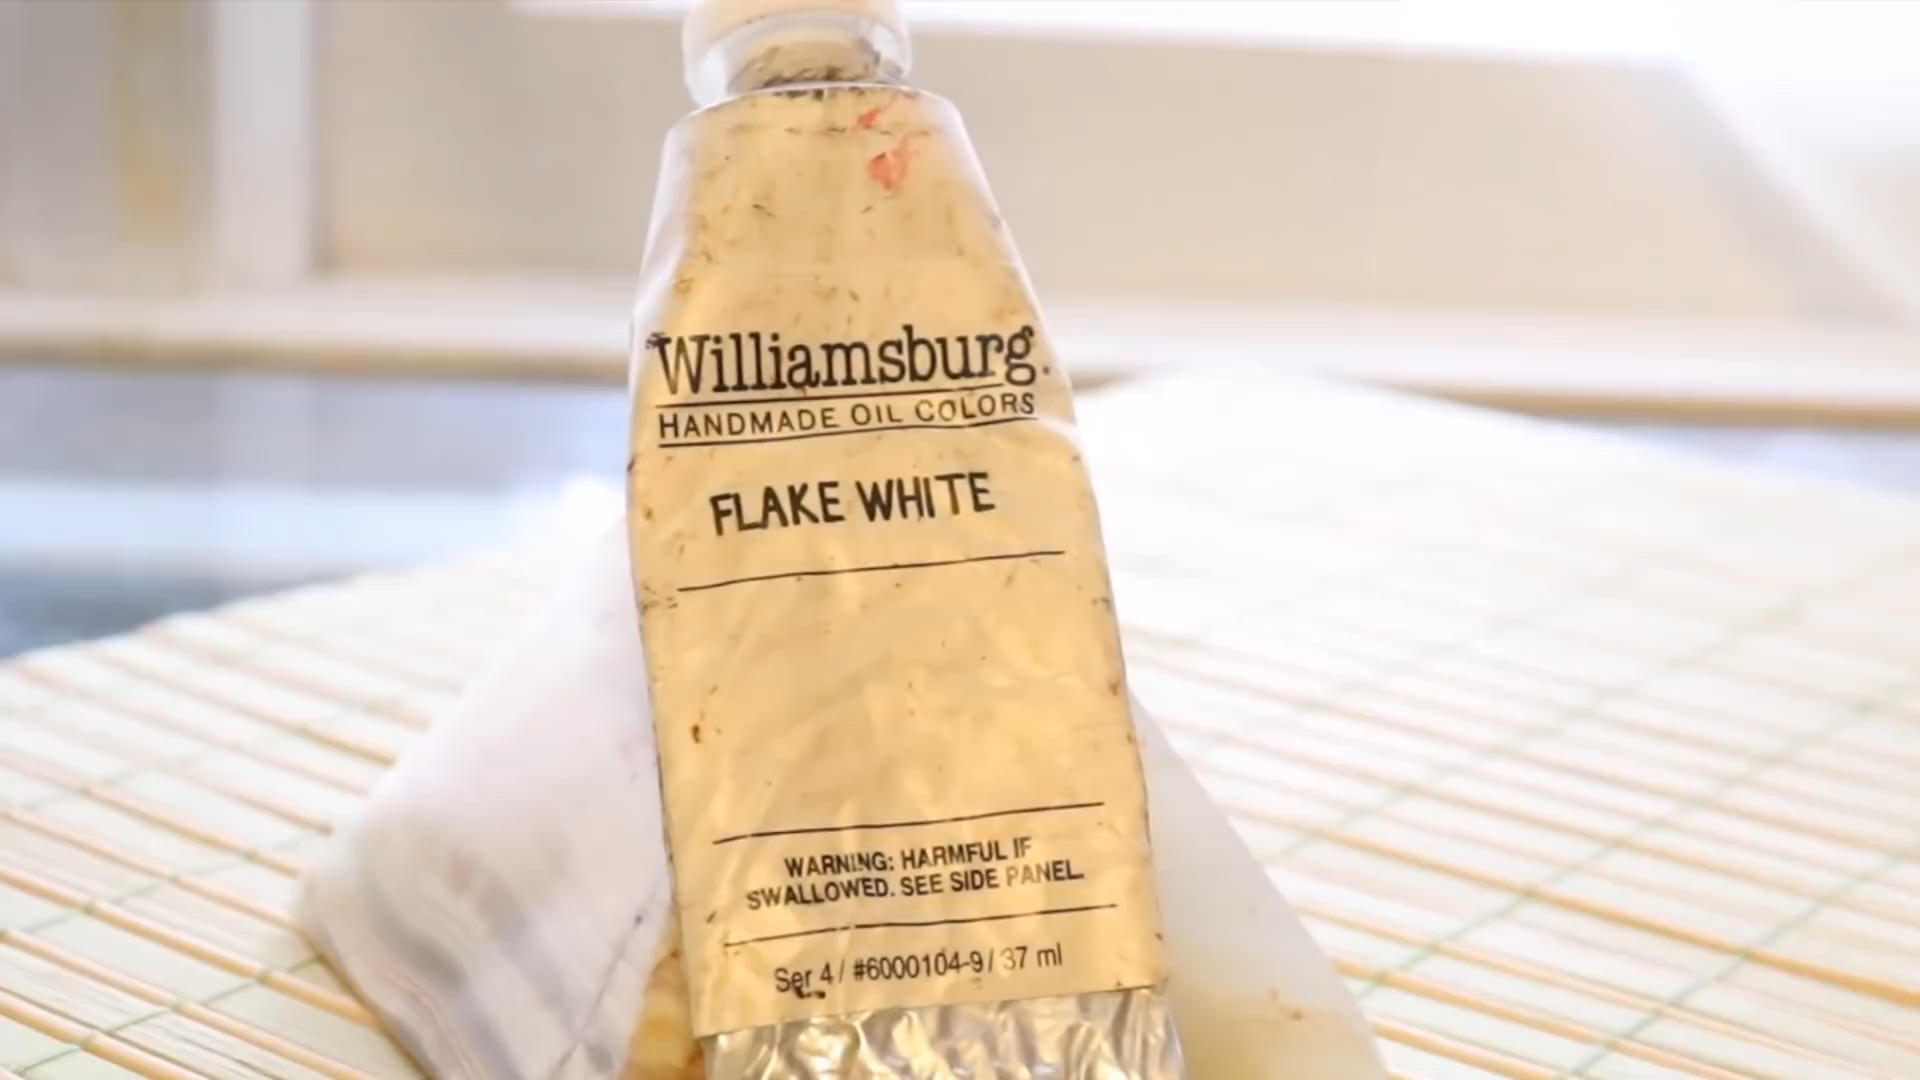 Williamsburg.
HANDMADE OIL COLORS
FLAKE WHITE
WARNING: HARMFUL IF
SWALLOWED. SEE SIDE PANEL.
Ser 4 / #6000104-9 / 37 ml